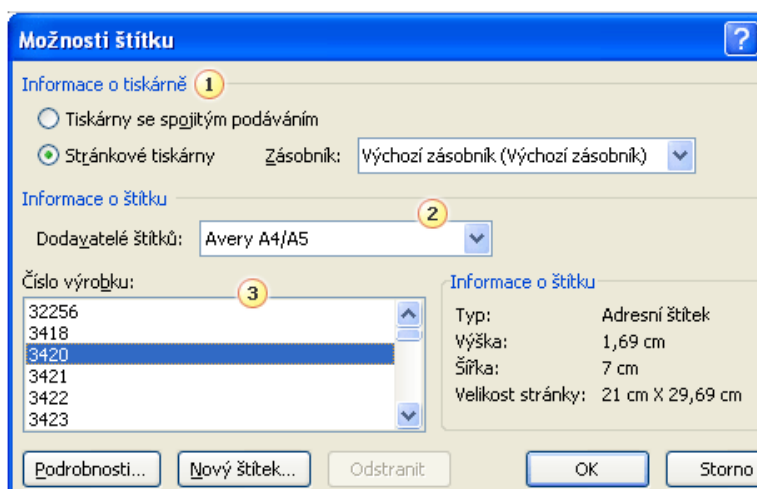 Možnosti štítku ?
Informace o tiskárně 1
Tiskárny se spojitým podáváním
Stránkové tiskárny Zásobník: Výchozí zásobník (Výchozí zásobník)
Informace o štítku
2
Dodavatelé štítků: Avery A4/A5
Číslo výrobku: 3
32256
3418
3420
3421
3422
3423
Informace o štítku
Typ: Adresní štítek
Výška: 1,69 cm
Šířka: 7 cm
Velikost stránky: 21 cm X 29,69 cm
Podrobnosti... Nový štítek... Odstranit OK Storno